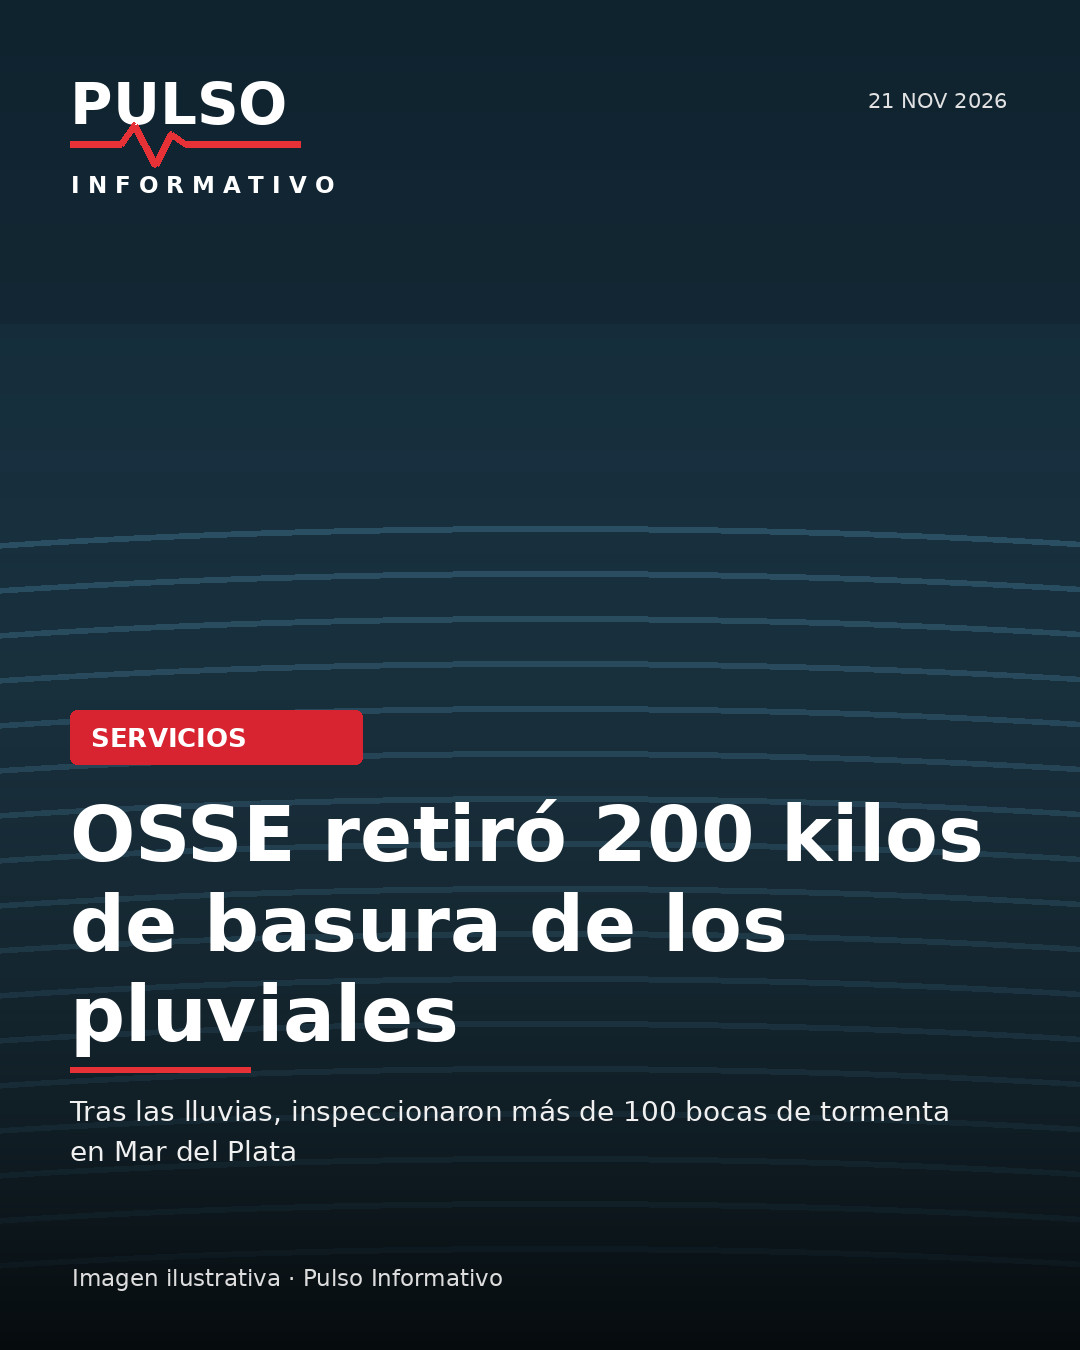 PULSO
INFORMATIVO
21 NOV 2026
SERVICIOS
OSSE retiró 200 kilos
de basura de los
pluviales
Tras las lluvias, inspeccionaron más de 100 bocas de tormenta
en Mar del Plata
Imagen ilustrativa · Pulso Informativo